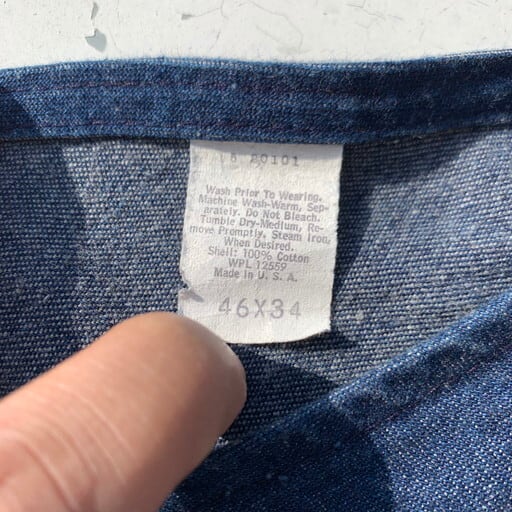 20101
Wash Prior To Wearing.
Machine Wash-Warm, Sep-
arately. Do Not Bleach.
Tumble Dry-Medium, Re-
move Promptly, Steam Iron,
When Desired.
Shell: 100% Cotton
WPL 12559
Made In U. S. A.
46X34